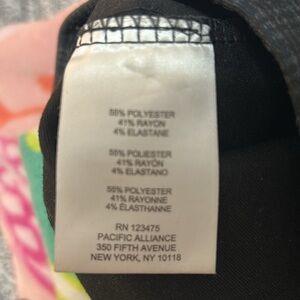 55% POLYESTER
41% RAYON
4% ELASTANE
55% POLIESTER
41% RAYÓN
4% ELASTANO
55% POLYESTER
41% RAYONNE
4% ÉLASTHANNE
RN 123475
PACIFIC ALLIANCE
350 FIFTH AVENUE
NEW YORK, NY 10118